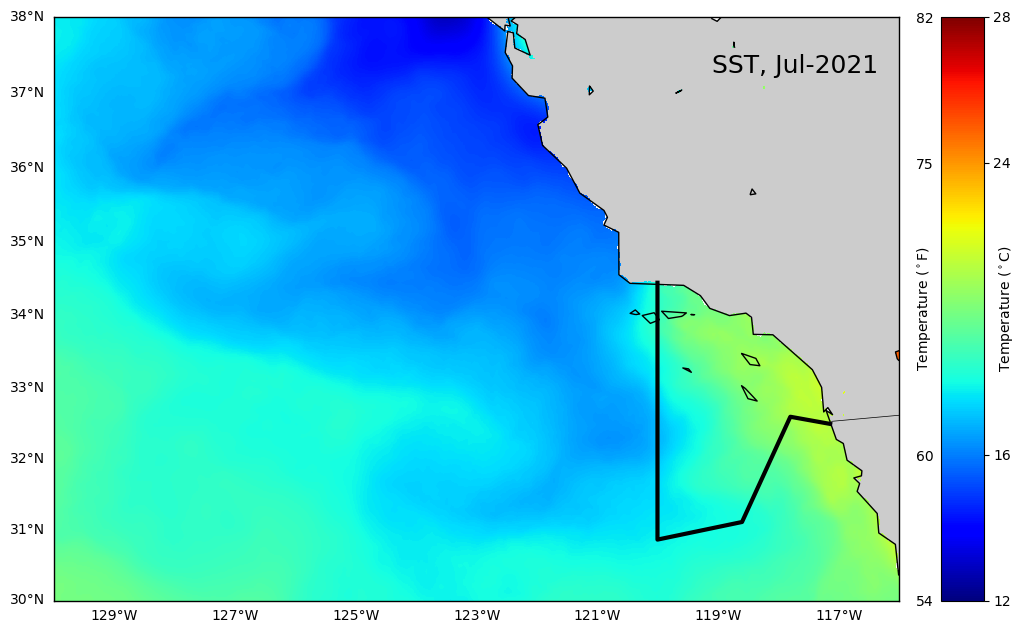 SST, Jul-2021
38°N
37°N
36°N
35°N
34°N
33°N
32°N
31°N
30°N
129°W 127°W 125°W 123°W 121°W 119°W 117°W
82
75
60
54
Temperature (°F)
28
24
16
12
Temperature (°C)